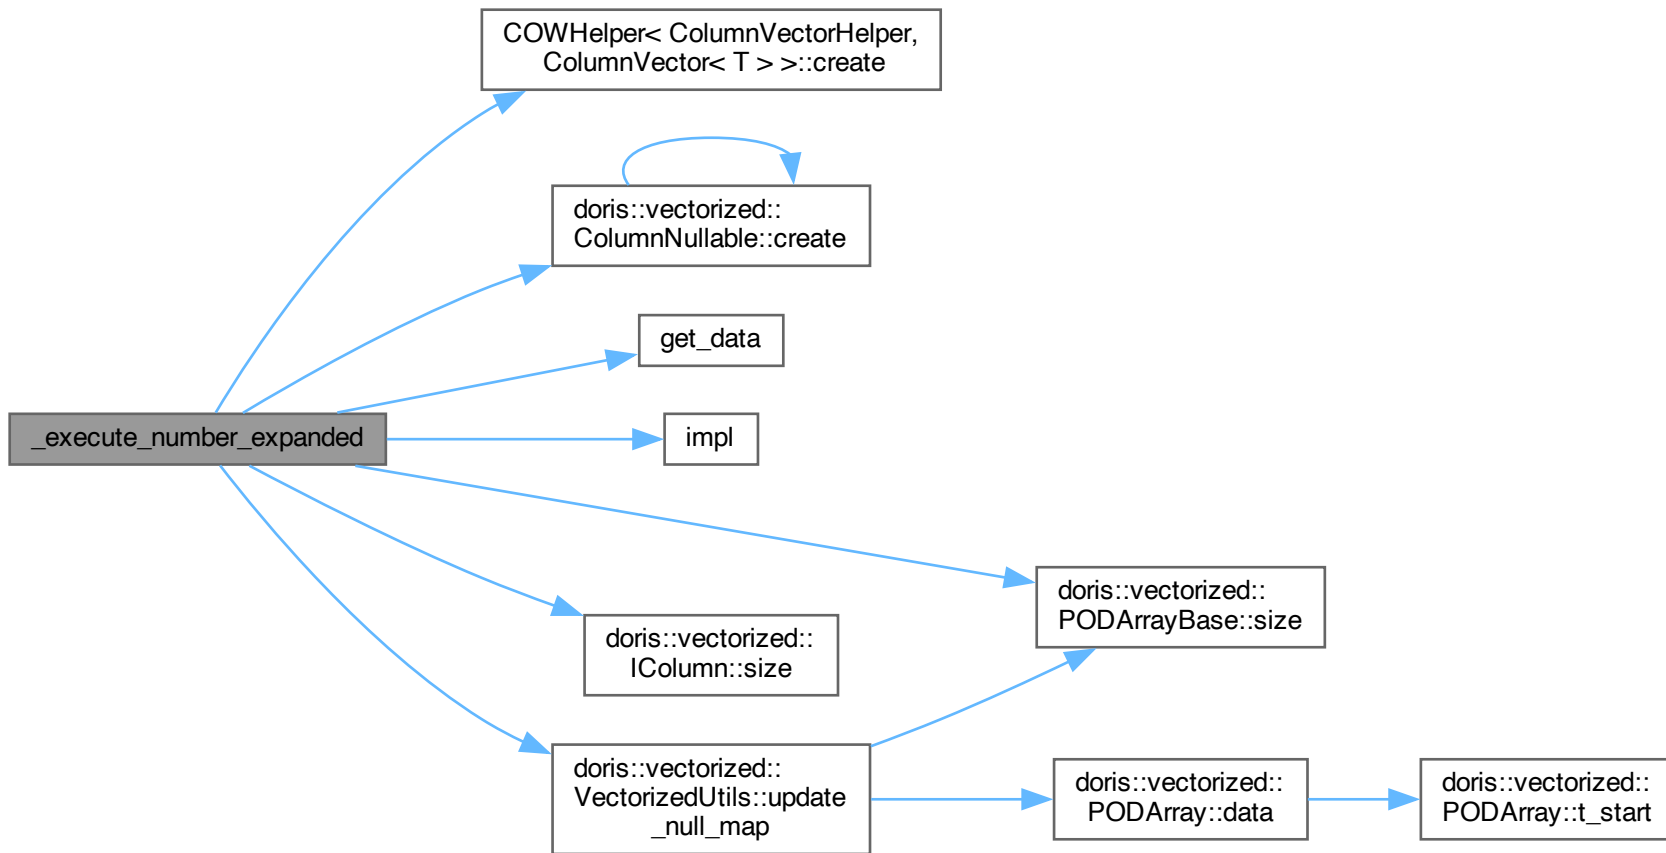 COWHelper< ColumnVectorHelper,
ColumnVector< T > >::create
doris::vectorized::
ColumnNullable::create
get_data
_execute_number_expanded
impl
doris::vectorized::
PODArrayBase::size
doris::vectorized::
IColumn::size
doris::vectorized::
VectorizedUtils::update
_null_map
doris::vectorized::
PODArray::data
doris::vectorized::
PODArray::t_start